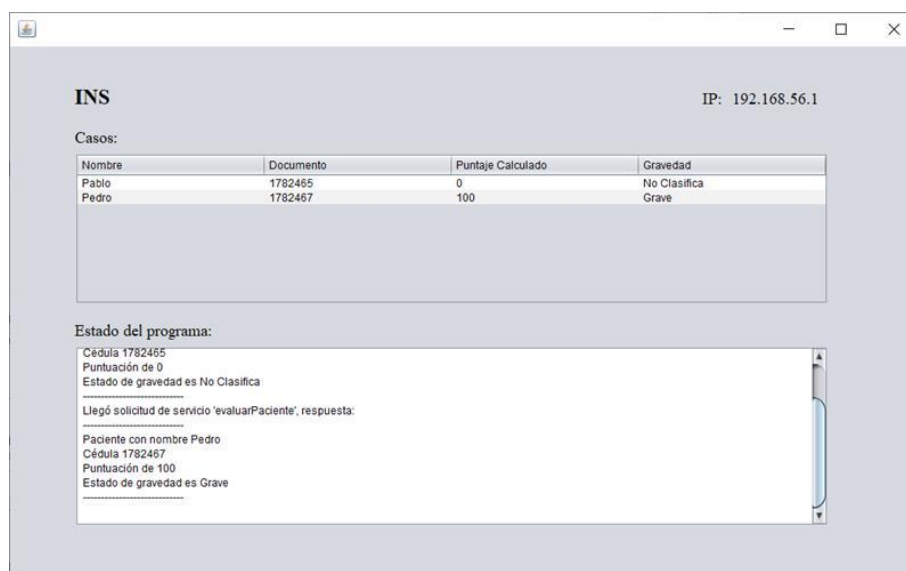 INS
IP: 192.168.56.1
Casos:
Nombre Documento Puntaje Calculado Gravedad
Pablo 1782465 0 No Clasifica
Pedro 1782467 100 Grave
Estado del programa:
Cédula 1782465
Puntuación de 0
Estado de gravedad es No Clasifica
----------------------------
Llegó solicitud de servicio 'evaluarPaciente', respuesta:
----------------------------
Paciente con nombre Pedro
Cédula 1782467
Puntuación de 100
Estado de gravedad es Grave
----------------------------